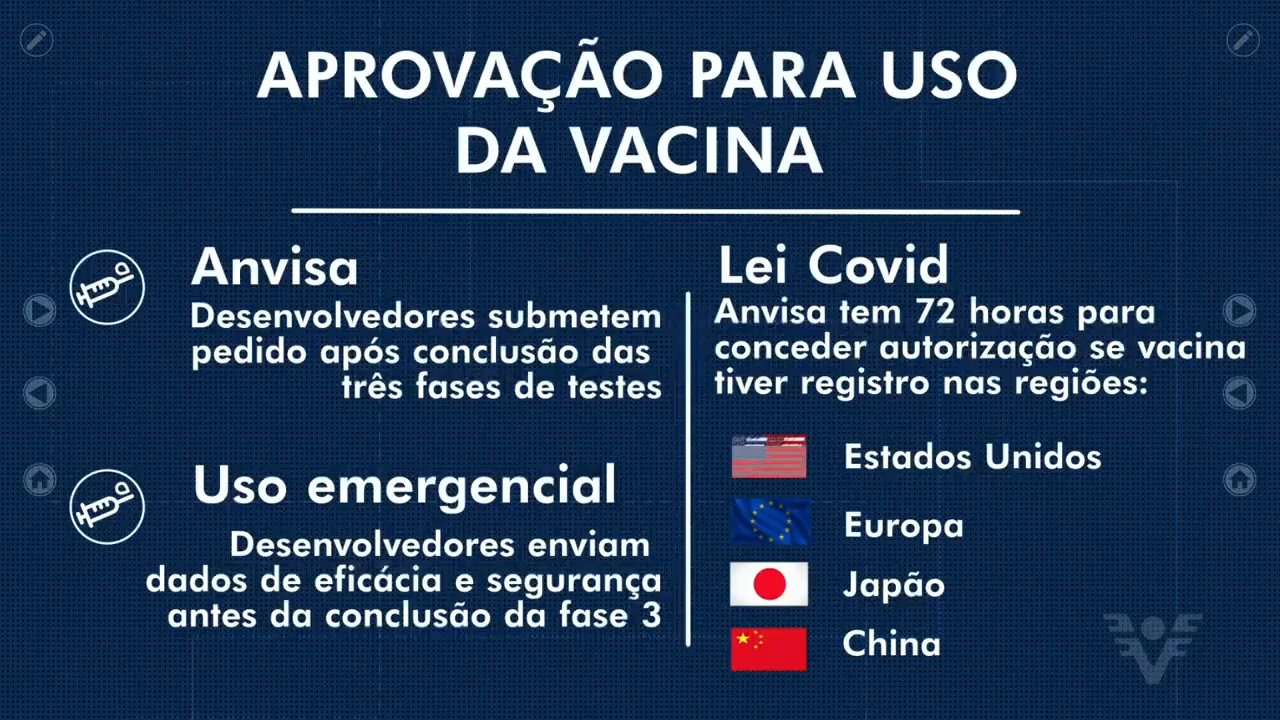 APROVAÇÃO PARA USO
DA VACINA
Anvisa
Desenvolvedores submetem
pedido após conclusão das
três fases de testes
Uso emergencial
Desenvolvedores enviam
dados de eficácia e segurança
antes da conclusão da fase 3
Lei Covid
Anvisa tem 72 horas para
conceder autorização se vacina
tiver registro nas regiões:
Estados Unidos
Europa
Japão
China